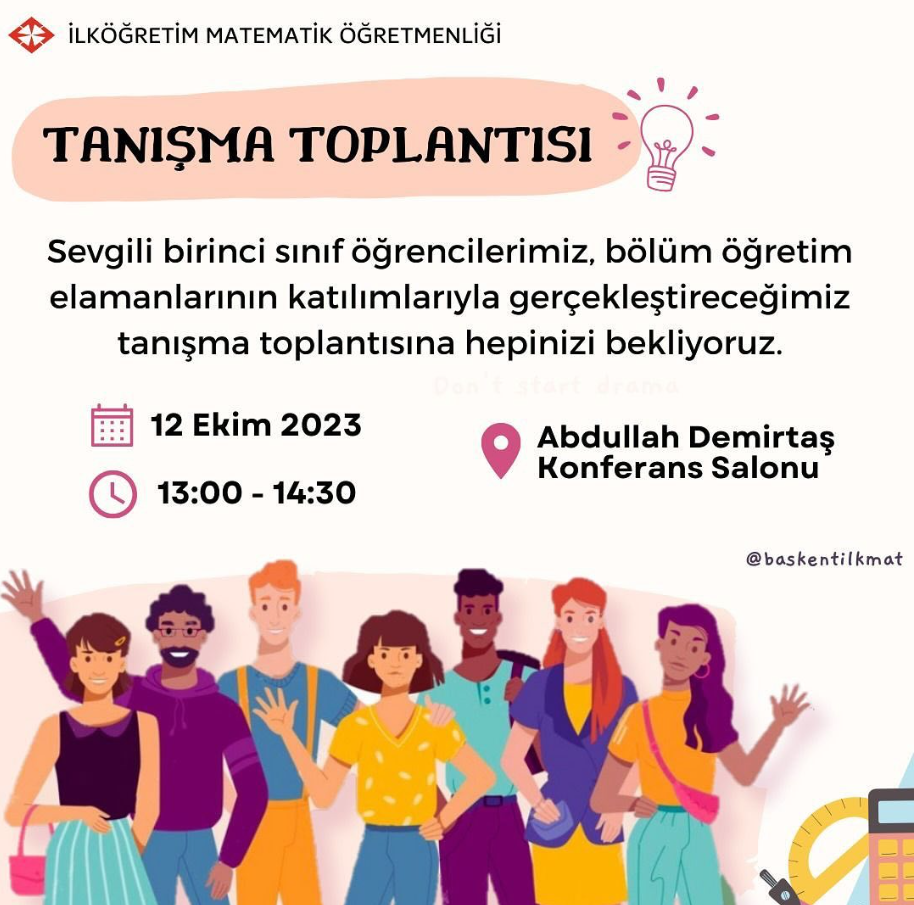 İLKÖĞRETİM MATEMATİK ÖĞRETMENLİĞİ
TANIŞMA TOPLANTISI
Sevgili birinci sınıf öğrencilerimiz, bölüm öğretim
elamanlarının katılımlarıyla gerçekleştireceğimiz
tanışma toplantısına hepinizi bekliyoruz.
Don't start drama
12 Ekim 2023
13:00 - 14:30
Abdullah Demirtaş
Konferans Salonu
@baskentilkmat